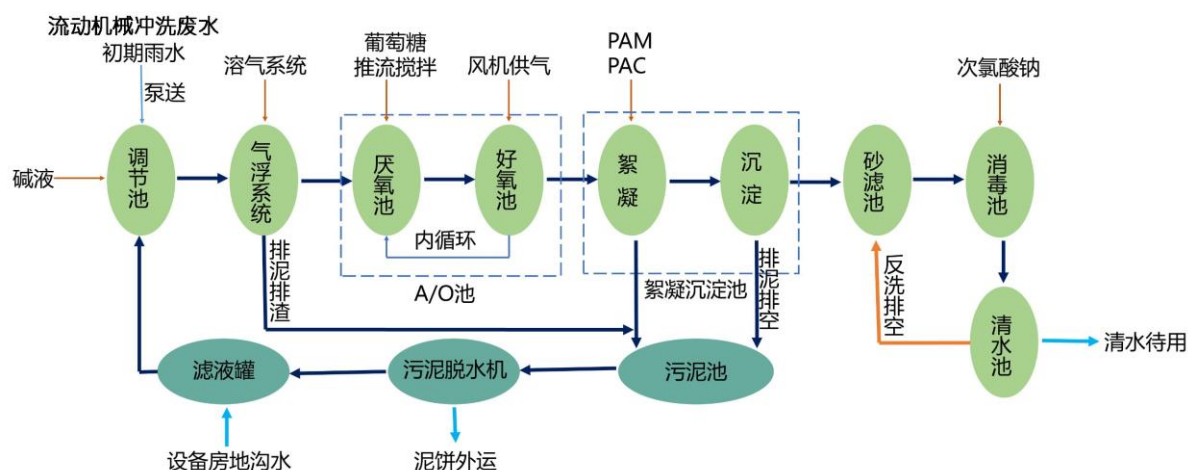 流动机械冲洗废水
初期雨水
泵送
碱液
调节池
溶气系统
气浮系统
葡萄糖
推流搅拌
风机供气
厌氧池
好氧池
内循环
A/O池
PAM
PAC
絮凝
沉淀
絮凝沉淀池
砂滤池
次氯酸钠
消毒池
排泥排渣
排泥排空
反洗排空
清水池
清水待用
滤液罐
污泥脱水机
污泥池
设备房地沟水
泥饼外运